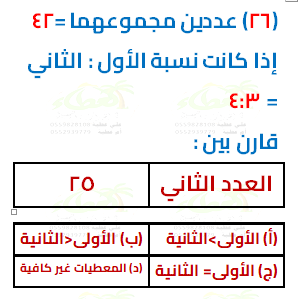 (٢٦) عددين مجموعهما =٤٢
إذا كانت نسبة الأول : الثاني
= ٤:٣
قارن بين :
العدد الثاني ٢٥
(أ) الأولى>الثانية (ب) الأولى<الثانية
(ج) الأولى= الثانية (د) المعطيات غير كافية